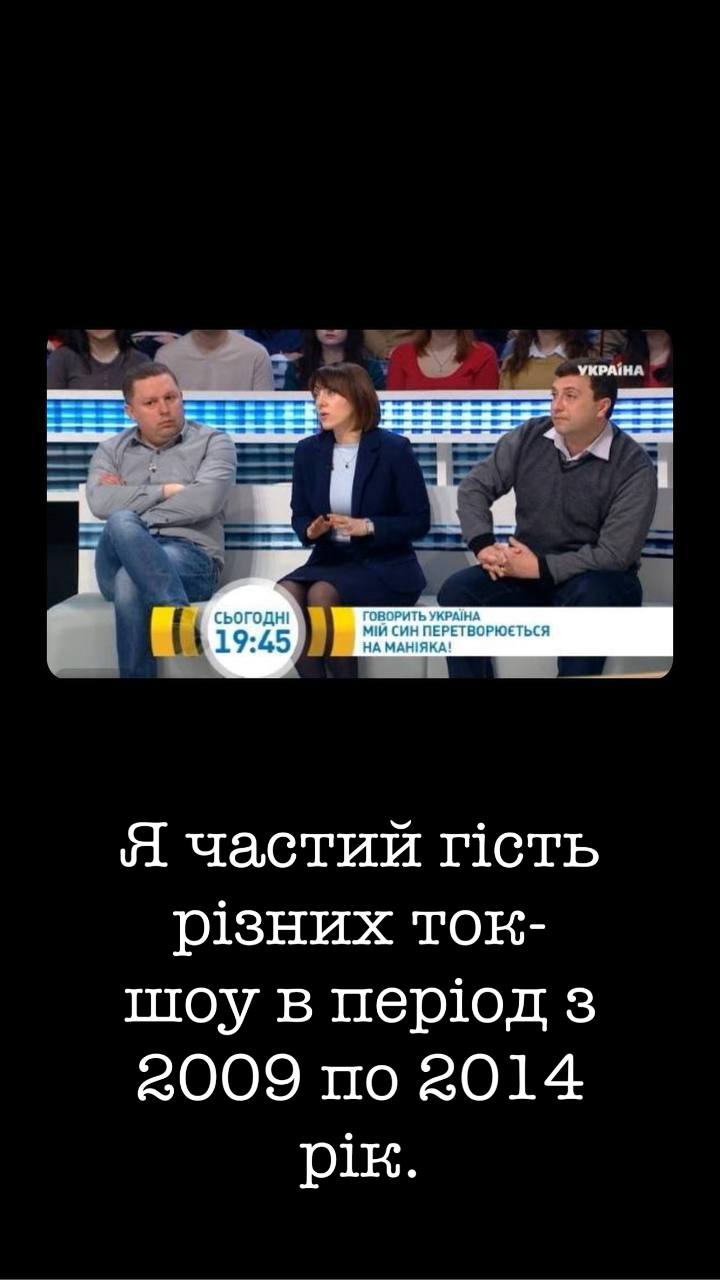 УКРАЇНА
СЬОГОДНІ
19:45
ГОВОРИТЬ УКРАЇНА
МІЙ СИН ПЕРЕТВОРЮЄТЬСЯ
НА МАНІЯКА!
Я частий гість
різних ток-
шоу в період з
2009 по 2014
рік.